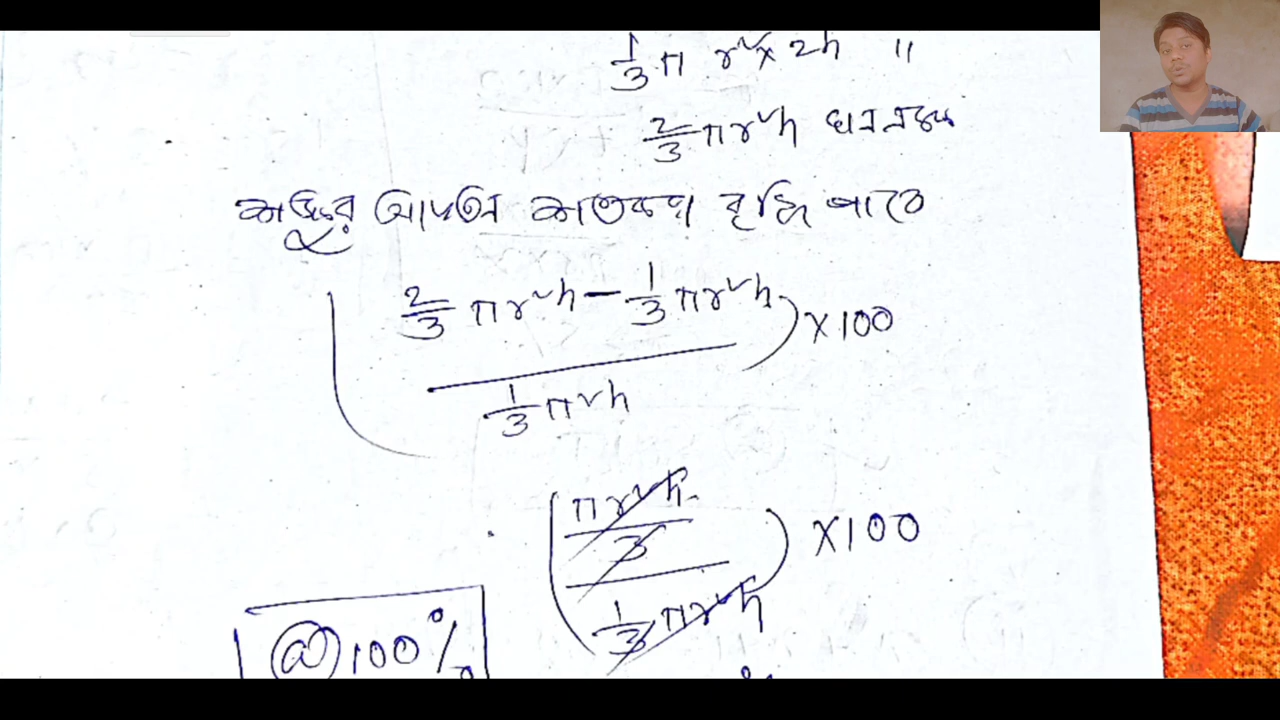 1/3 π r² × 2h "
2/3 πr²h ঘনএকক
শঙ্কুর আয়তন শতকরা বৃদ্ধি পাবে
( (2/3 πr²h − 1/3 πr²h) / (1/3 πr²h) ) × 100
( (πr²h / 3) / (1/3 πr²h) ) × 100
ⓐ 100%